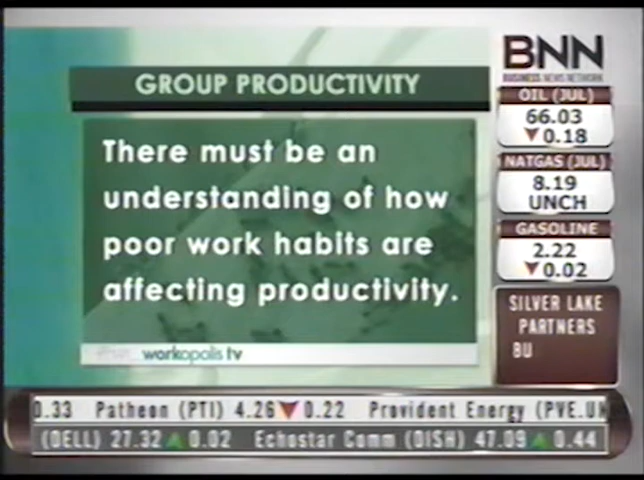 GROUP PRODUCTIVITY
There must be an
understanding of how
poor work habits are
affecting productivity.
workopolis tv
BNN
BUSINESS NEWS NETWORK
OIL (JUL)
66.03
▼0.18
NATGAS (JUL)
8.19
UNCH
GASOLINE
2.22
▼0.02
SILVER LAKE
PARTNERS
BU
0.33 Patheon (PTI) 4.26▼0.22 Provident Energy (PVE.U
(DELL) 27.32▲0.02 Echostar Comm (DISH) 47.09▲0.44